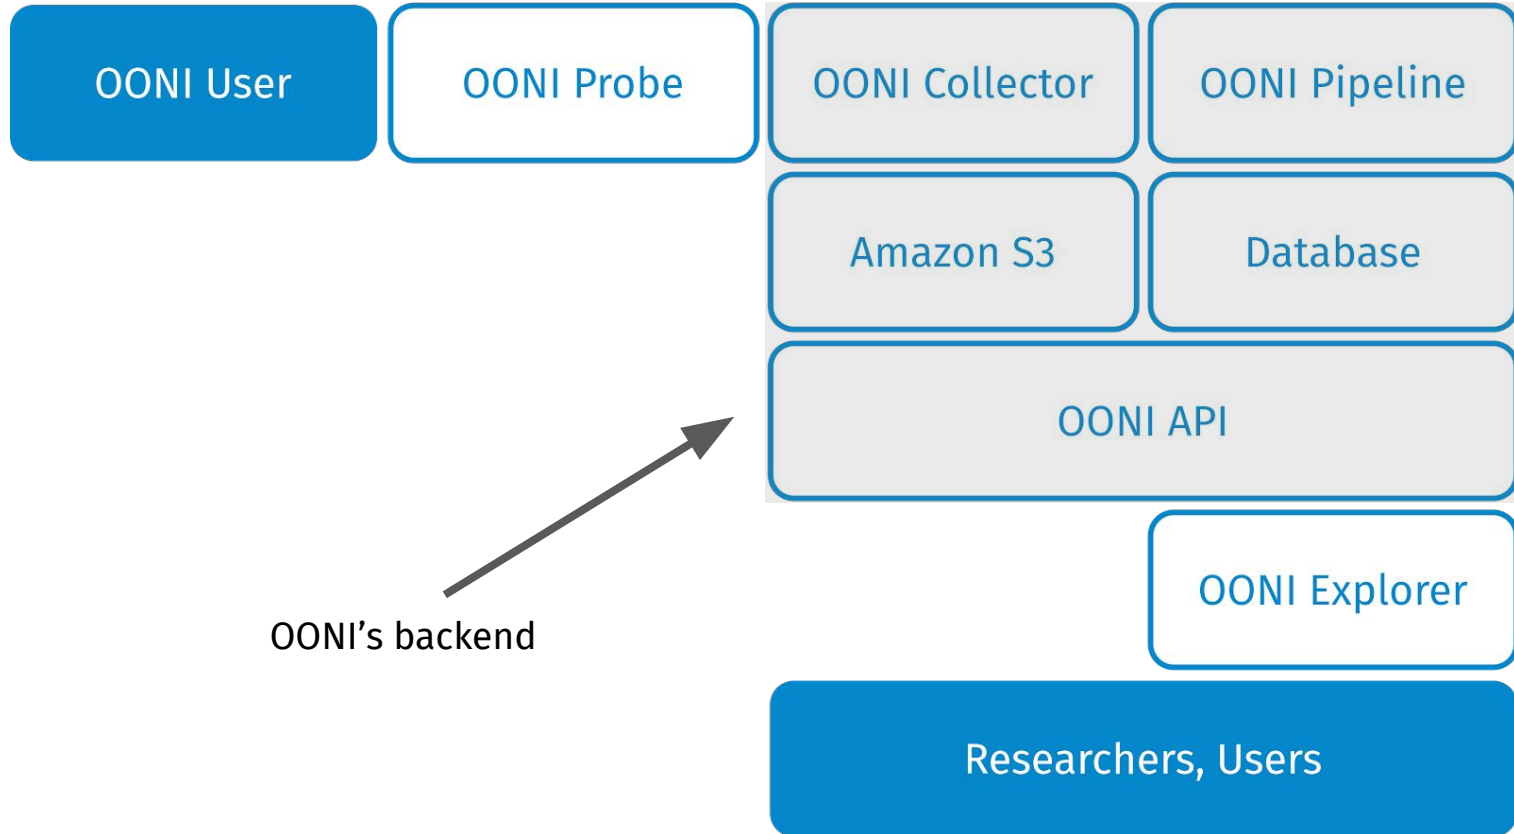 OONI User
OONI Probe
OONI Collector
OONI Pipeline
Amazon S3
Database
OONI API
OONI Explorer
OONI’s backend
Researchers, Users